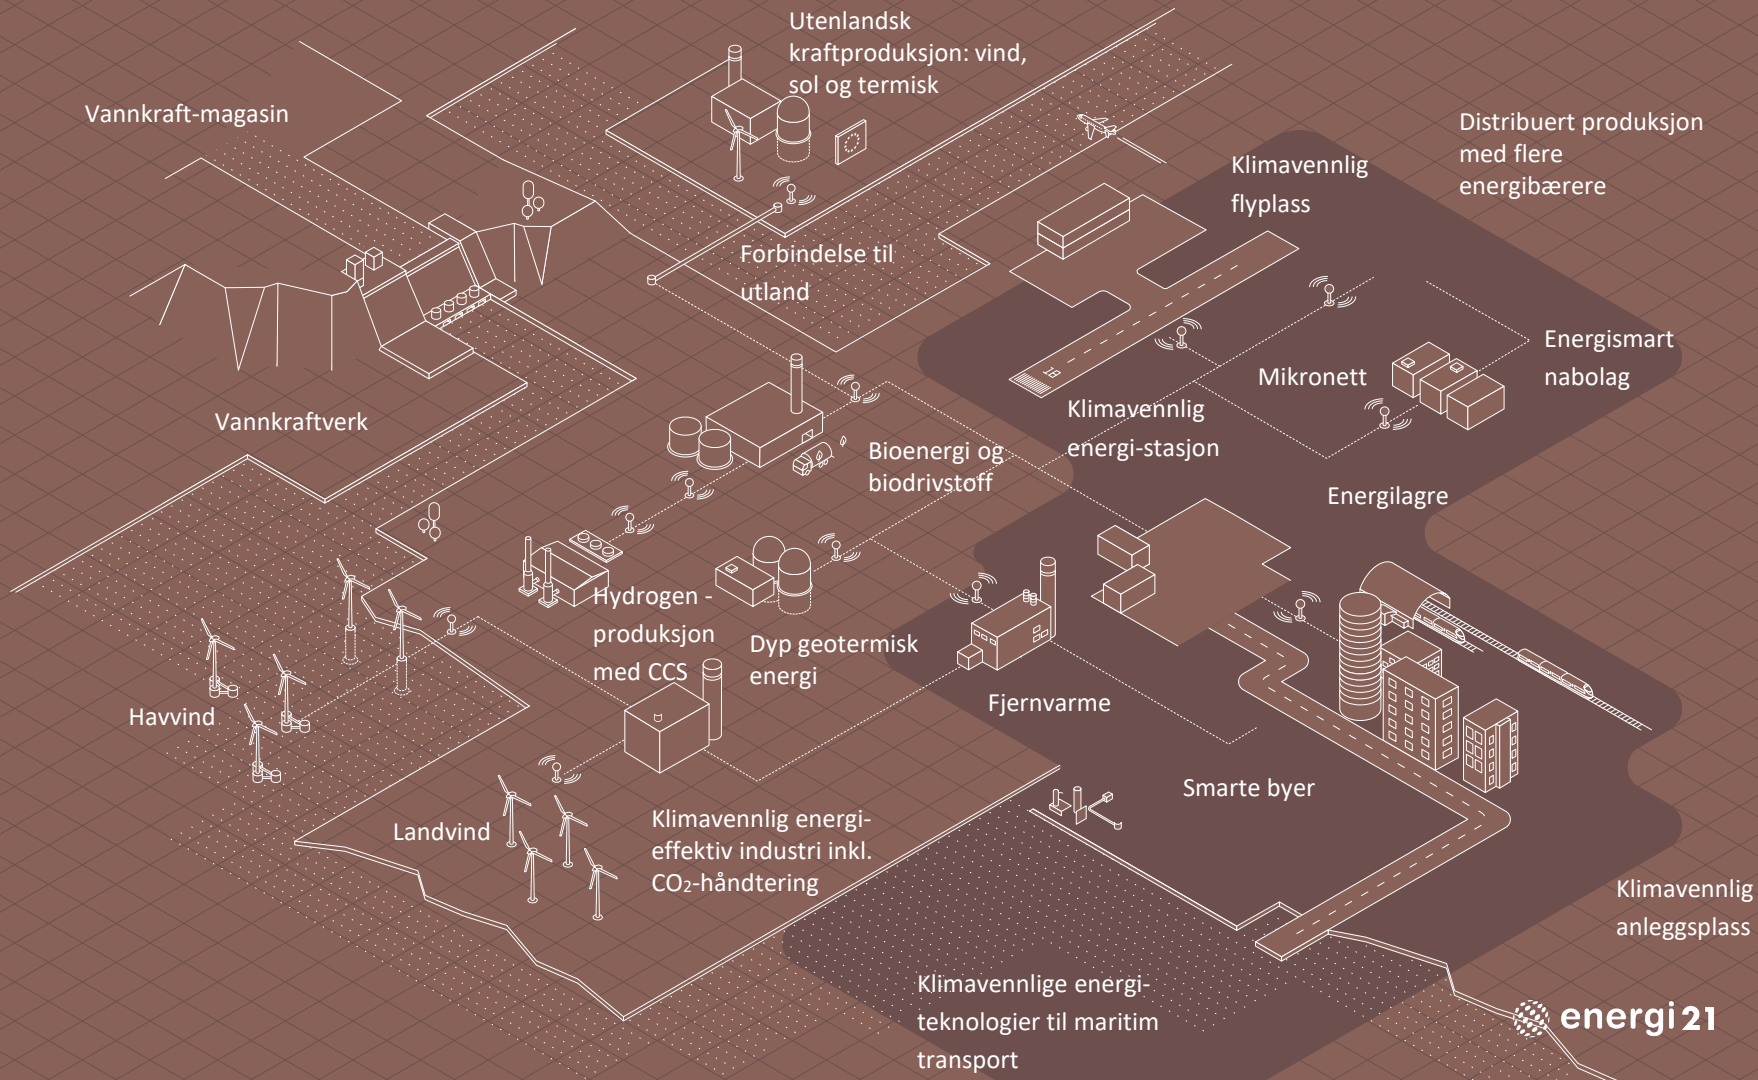 Utenlandsk
kraftproduksjon: vind,
sol og termisk
Vannkraft-magasin
Distribuert produksjon
med flere
energibærere
Klimavennlig
flyplass
Forbindelse til
utland
Energismart
nabolag
Mikronett
18
Klimavennlig
energi-stasjon
Vannkraftverk
Bioenergi og
biodrivstoff
Energilagre
Hydrogen -
produksjon
med CCS
Dyp geotermisk
energi
Fjernvarme
Havvind
Smarte byer
Landvind
Klimavennlig energi-
effektiv industri inkl.
CO₂-håndtering
Klimavennlig
anleggsplass
Klimavennlige energi-
teknologier til maritim
transport
energi21